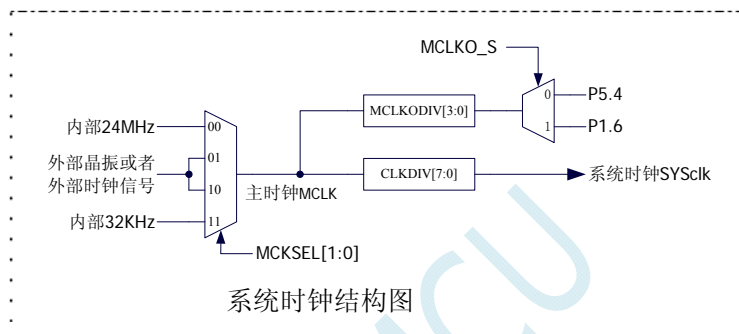 MCLKO_S
MCLKODIV[3:0]
0
P5.4
1
P1.6
内部24MHz
00
外部晶振或者
外部时钟信号
01
10
内部32KHz
11
主时钟MCLK
CLKDIV[7:0]
系统时钟SYSclk
MCKSEL[1:0]
系统时钟结构图
MCU